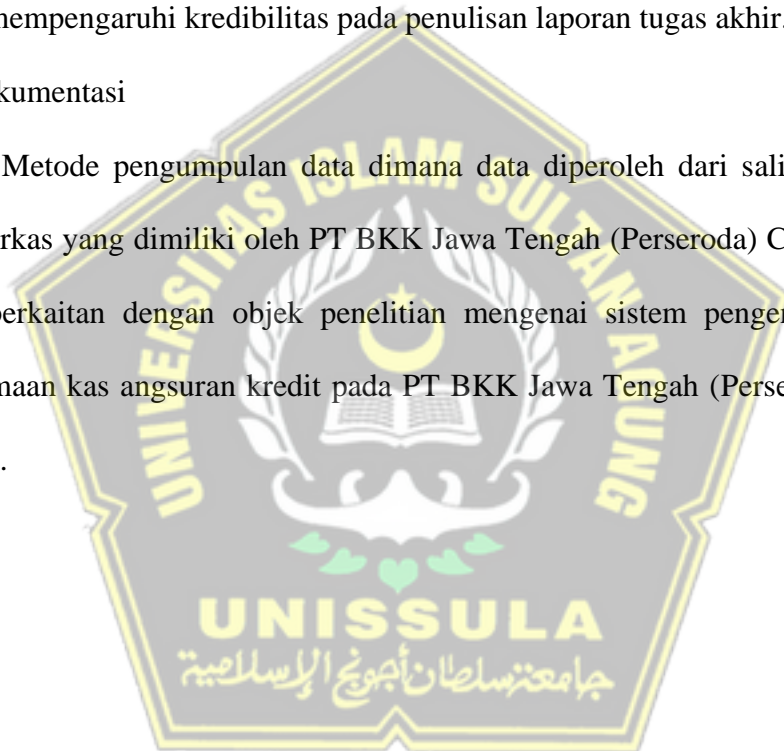 mempengaruhi kredibilitas pada penulisan laporan tugas akhir.
kumentasi
Metode pengumpulan data dimana data diperoleh dari sali
rkas yang dimiliki oleh PT BKK Jawa Tengah (Perseroda) C
berkaitan dengan objek penelitian mengenai sistem penger
maan kas angsuran kredit pada PT BKK Jawa Tengah (Perse
.
UNIVERSITAS ISLAM SULTAN AGUNG
UNISSULA
جامعتنسلطان أجونج الإسلامية